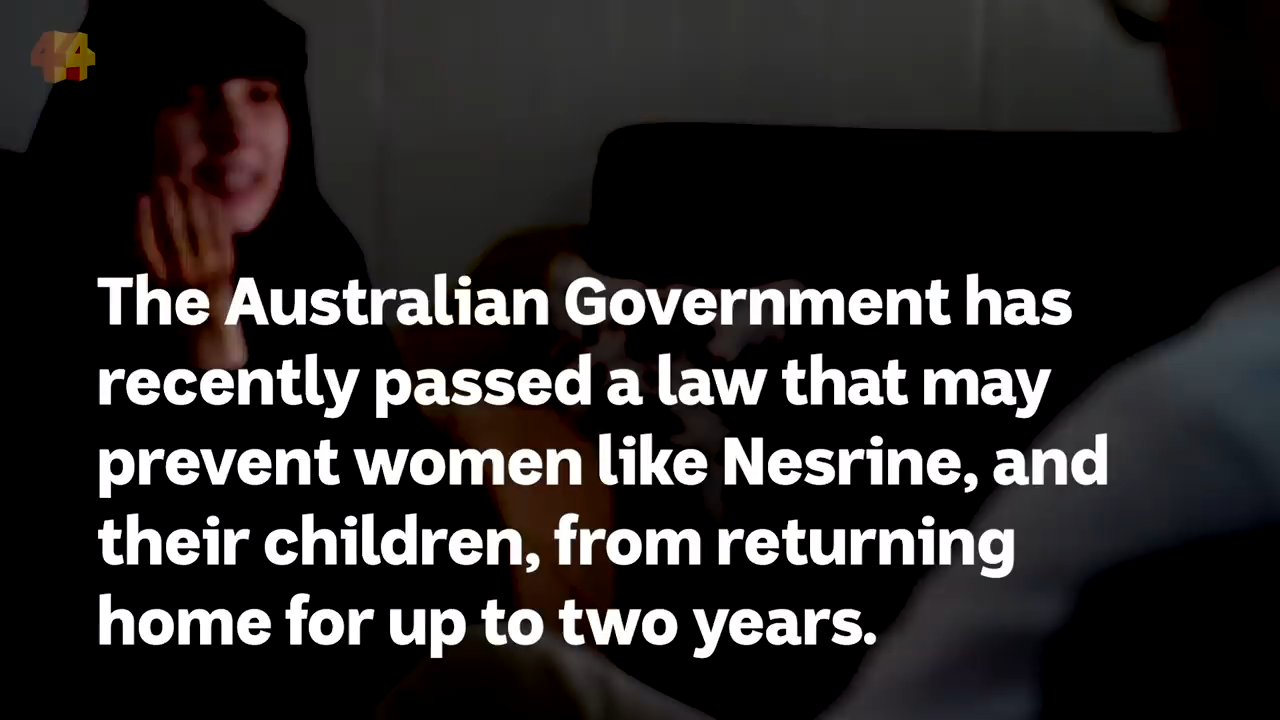 The Australian Government has
recently passed a law that may
prevent women like Nesrine, and
their children, from returning
home for up to two years.